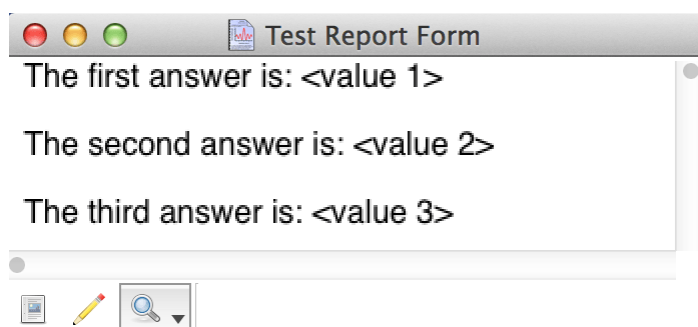 Test Report Form
The first answer is: <value 1>
The second answer is: <value 2>
The third answer is: <value 3>